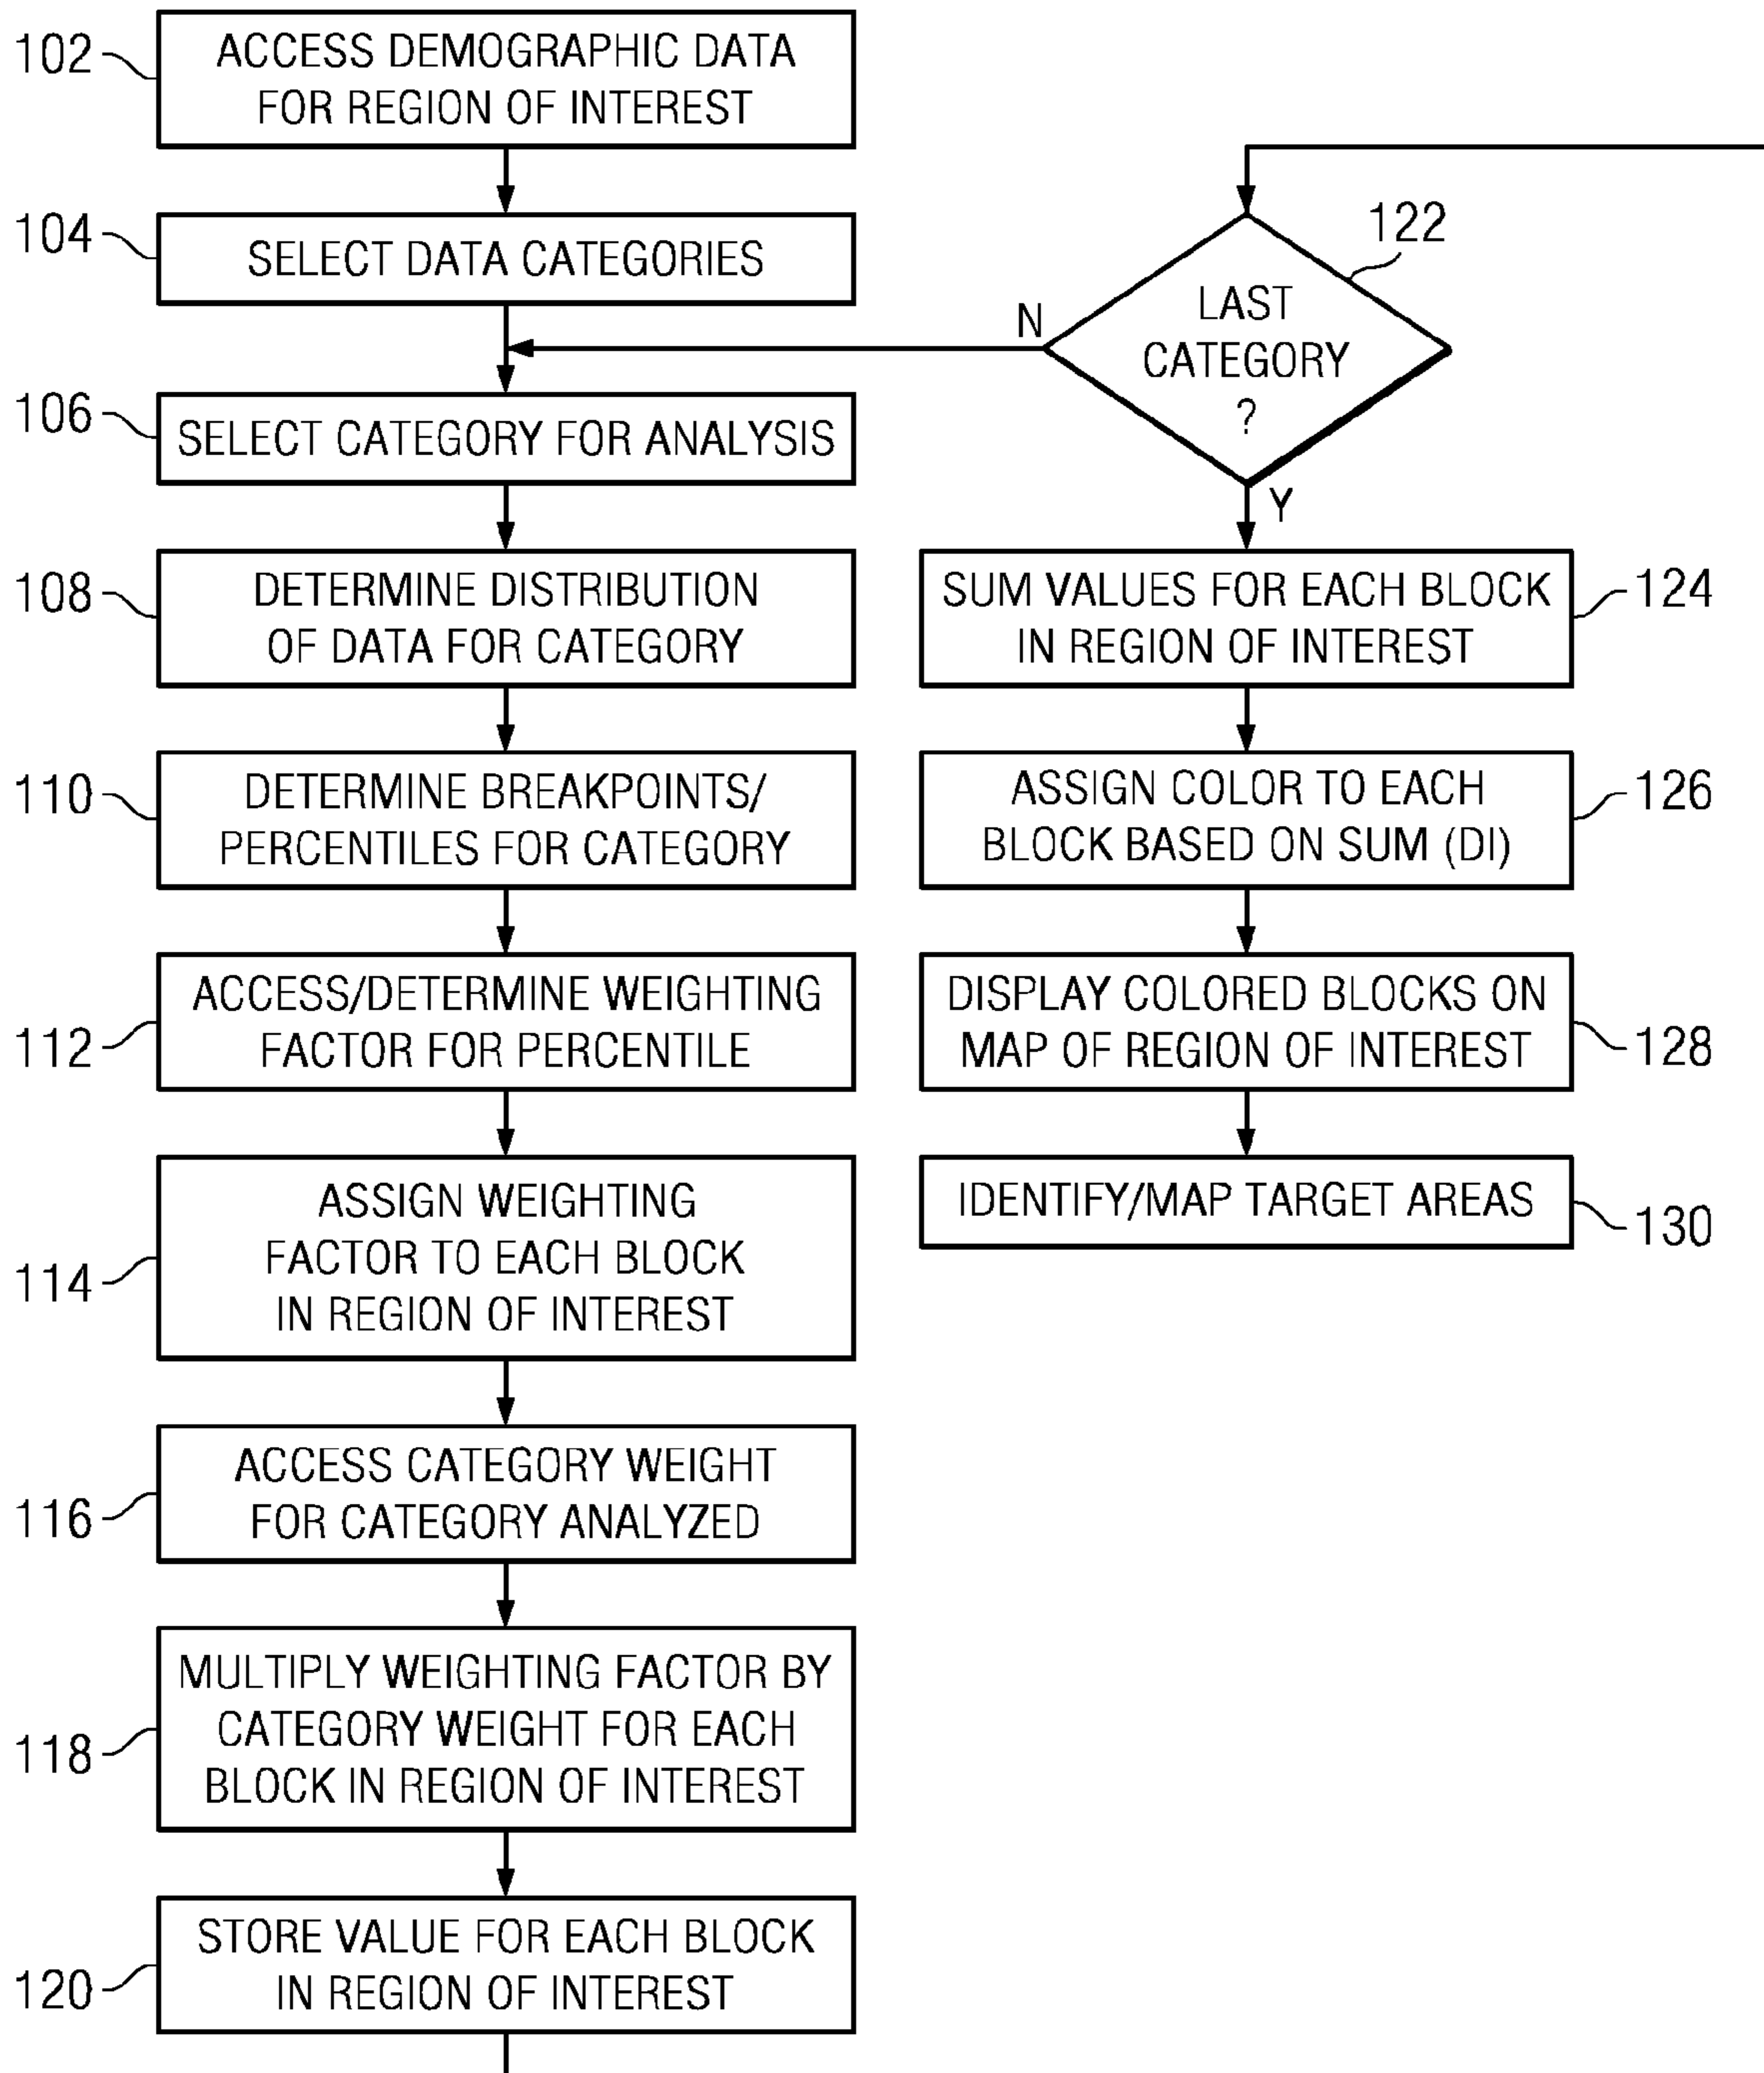 102
ACCESS DEMOGRAPHIC DATA
FOR REGION OF INTEREST
104
SELECT DATA CATEGORIES
106
SELECT CATEGORY FOR ANALYSIS
108
DETERMINE DISTRIBUTION
OF DATA FOR CATEGORY
110
DETERMINE BREAKPOINTS/
PERCENTILES FOR CATEGORY
112
ACCESS/DETERMINE WEIGHTING
FACTOR FOR PERCENTILE
114
ASSIGN WEIGHTING
FACTOR TO EACH BLOCK
IN REGION OF INTEREST
116
ACCESS CATEGORY WEIGHT
FOR CATEGORY ANALYZED
118
MULTIPLY WEIGHTING FACTOR BY
CATEGORY WEIGHT FOR EACH
BLOCK IN REGION OF INTEREST
120
STORE VALUE FOR EACH BLOCK
IN REGION OF INTEREST
122
LAST
CATEGORY
?
N
Y
SUM VALUES FOR EACH BLOCK
IN REGION OF INTEREST
124
ASSIGN COLOR TO EACH
BLOCK BASED ON SUM (DI)
126
DISPLAY COLORED BLOCKS ON
MAP OF REGION OF INTEREST
128
IDENTIFY/MAP TARGET AREAS
130